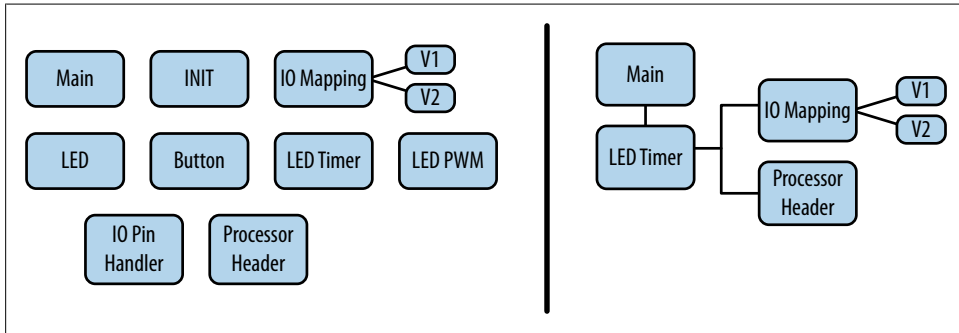 Main
INIT
IO Mapping
V1
V2
LED
Button
LED Timer
LED PWM
IO Pin
Handler
Processor
Header
Main
LED Timer
IO Mapping
V1
V2
Processor
Header